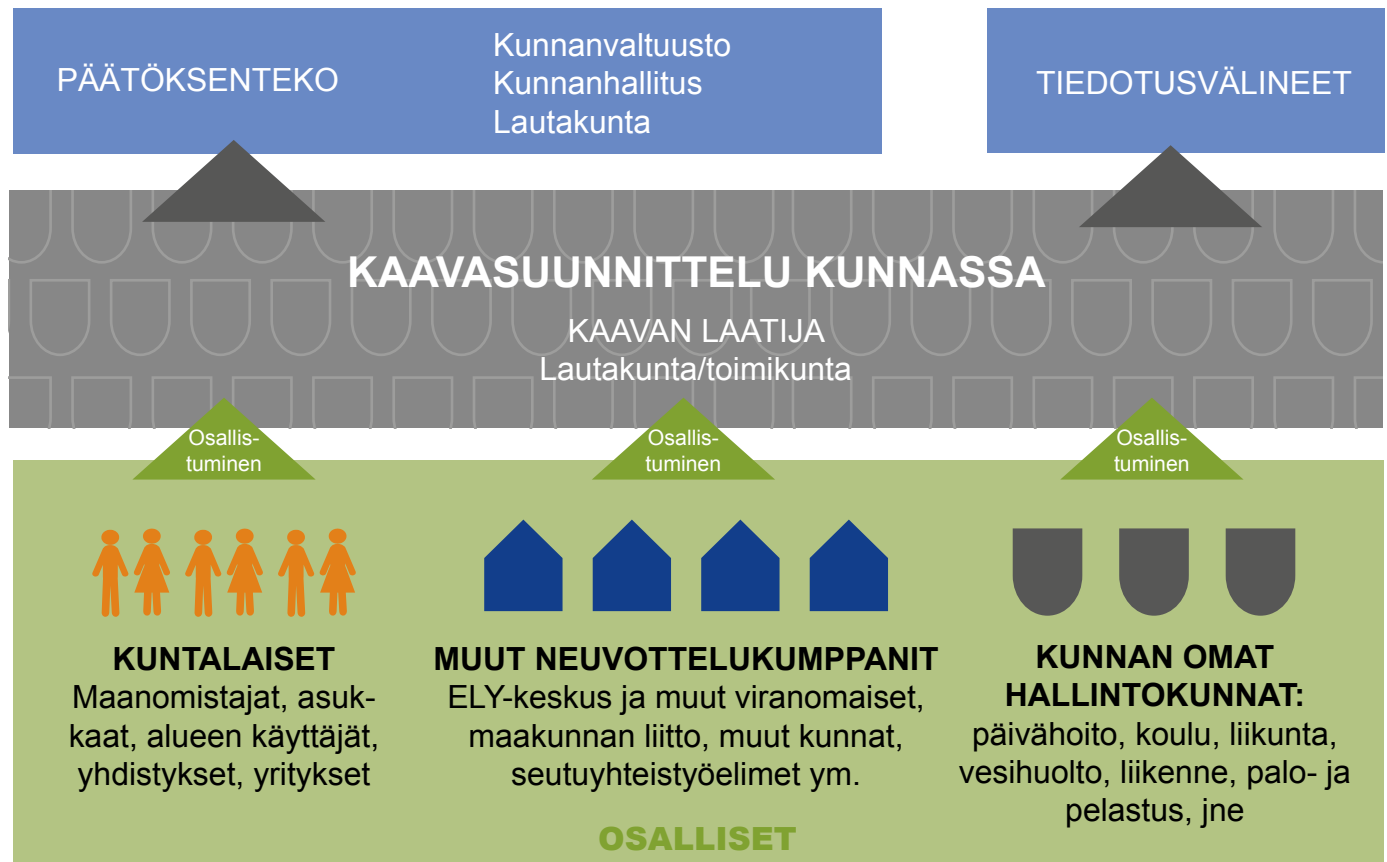 PÄÄTÖKSENTEKO
Kunnanvaltuusto
Kunnanhallitus
Lautakunta
TIEDOTUSVÄLINEET
KAAVASUUNNITTELU KUNNASSA
KAAVAN LAATIJA
Lautakunta/toimikunta
Osallis-
tuminen
Osallis-
tuminen
Osallis-
tuminen
KUNTALAISET
Maanomistajat, asuk-
kaat, alueen käyttäjät,
yhdistykset, yritykset
MUUT NEUVOTTELUKUMPPANIT
ELY-keskus ja muut viranomaiset,
maakunnan liitto, muut kunnat,
seutuyhteistyöelimet ym.
KUNNAN OMAT
HALLINTOKUNNAT:
päivähoito, koulu, liikunta,
vesihuolto, liikenne, palo- ja
pelastus, jne
OSALLISET